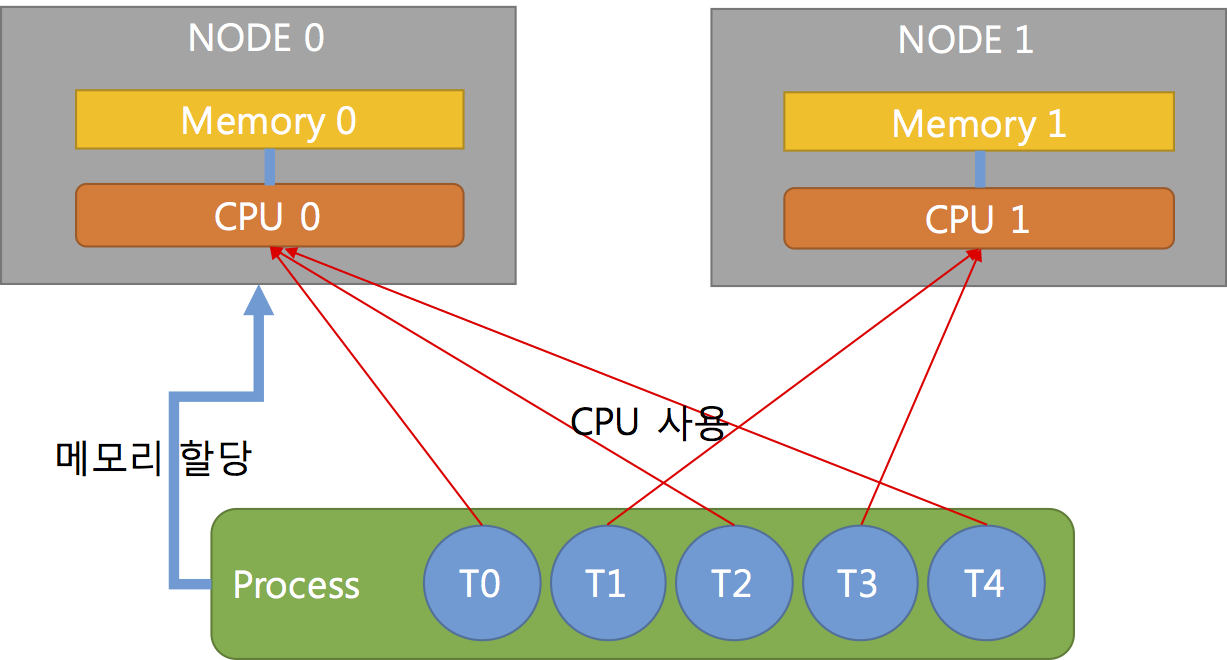 NODE 0
NODE 1
Memory 0
Memory 1
CPU 0
CPU 1
CPU 사용
메모리 할당
Process
T0
T1
T2
T3
T4